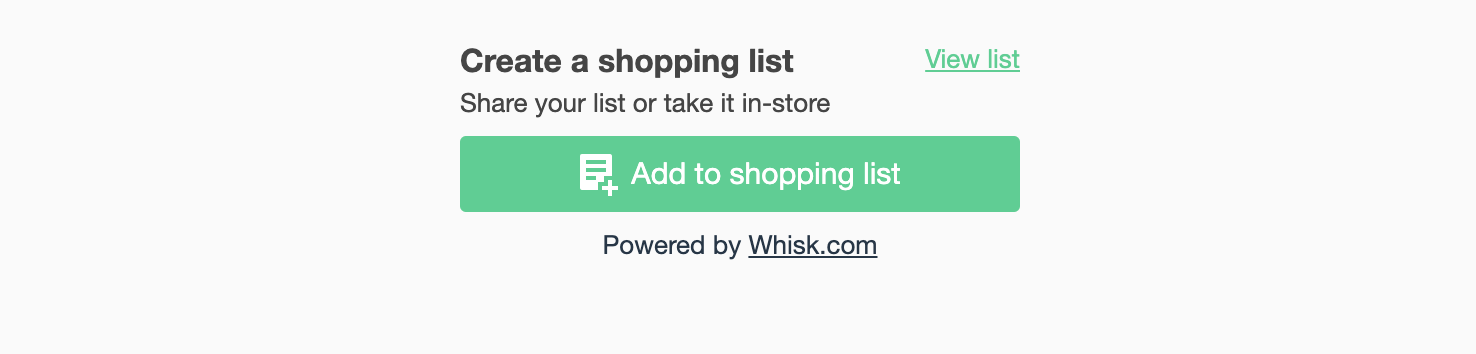 Create a shopping list
View list
Share your list or take it in-store
Add to shopping list
Powered by Whisk.com